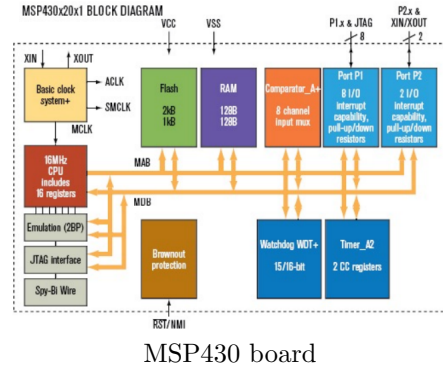 MSP430x20x1 BLOCK DIAGRAM
VCC
VSS
P1.x & JTAG
8
P2.x &
XIN/XOUT
2
XIN
XOUT
Basic clock
system+
ACLK
SMCLK
MCLK
Flash
2kB
1kB
RAM
128B
128B
Comparator_A+
8 channel
input mux
Port P1
8 I/O
interrupt
capability,
pull-up/down
resistors
Port P2
2 I/O
interrupt
capability,
pull-up/down
resistors
16MHz
CPU
includes
16 registers
MAB
MDB
Emulation (2BP)
JTAG interface
Spy-Bi Wire
Brownout
protection
Watchdog WDT+
15/16-bit
Timer_A2
2 CC registers
RST/NMI
MSP430 board